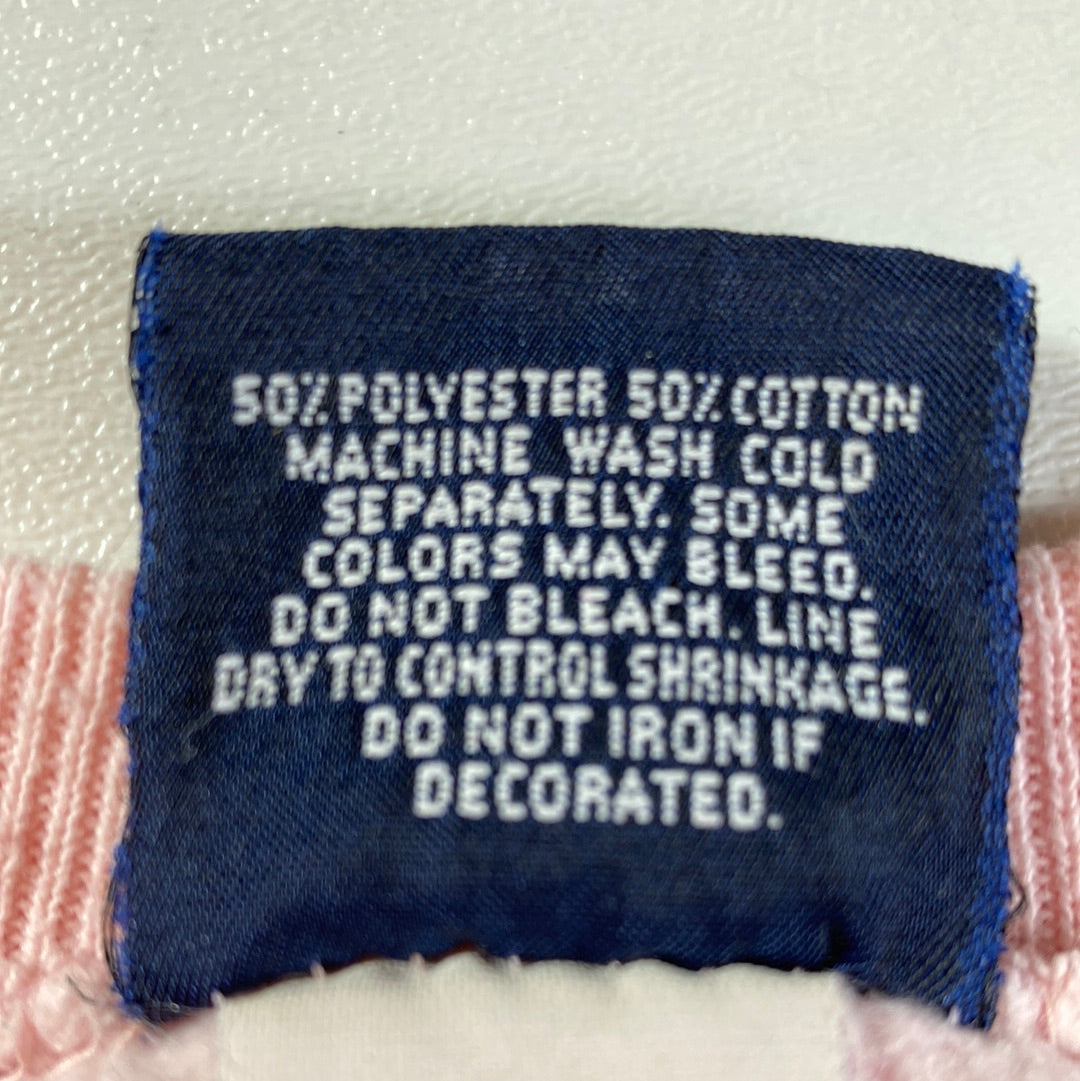 50% POLYESTER 50% COTTON
MACHINE WASH COLD
SEPARATELY. SOME
COLORS MAY BLEED.
DO NOT BLEACH. LINE
DRY TO CONTROL SHRINKAGE.
DO NOT IRON IF
DECORATED.